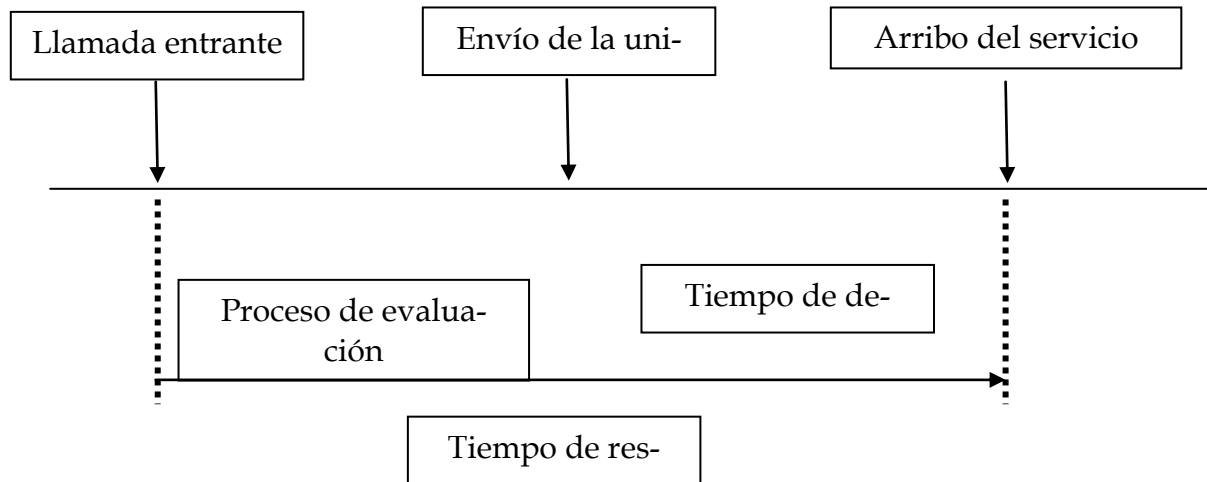 Llamada entrante
Envío de la uni-
Arribo del servicio
Proceso de evalua-
ción
Tiempo de de-
Tiempo de res-